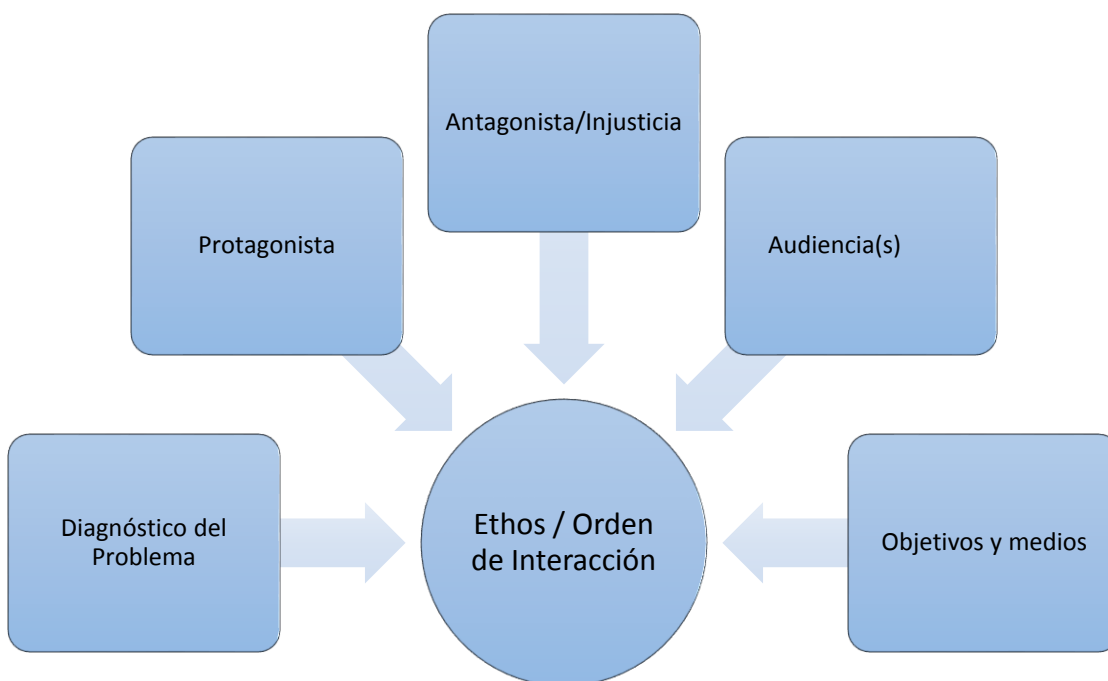 Antagonista/Injusticia
Protagonista
Audiencia(s)
Diagnóstico del
Problema
Ethos / Orden
de Interacción
Objetivos y medios